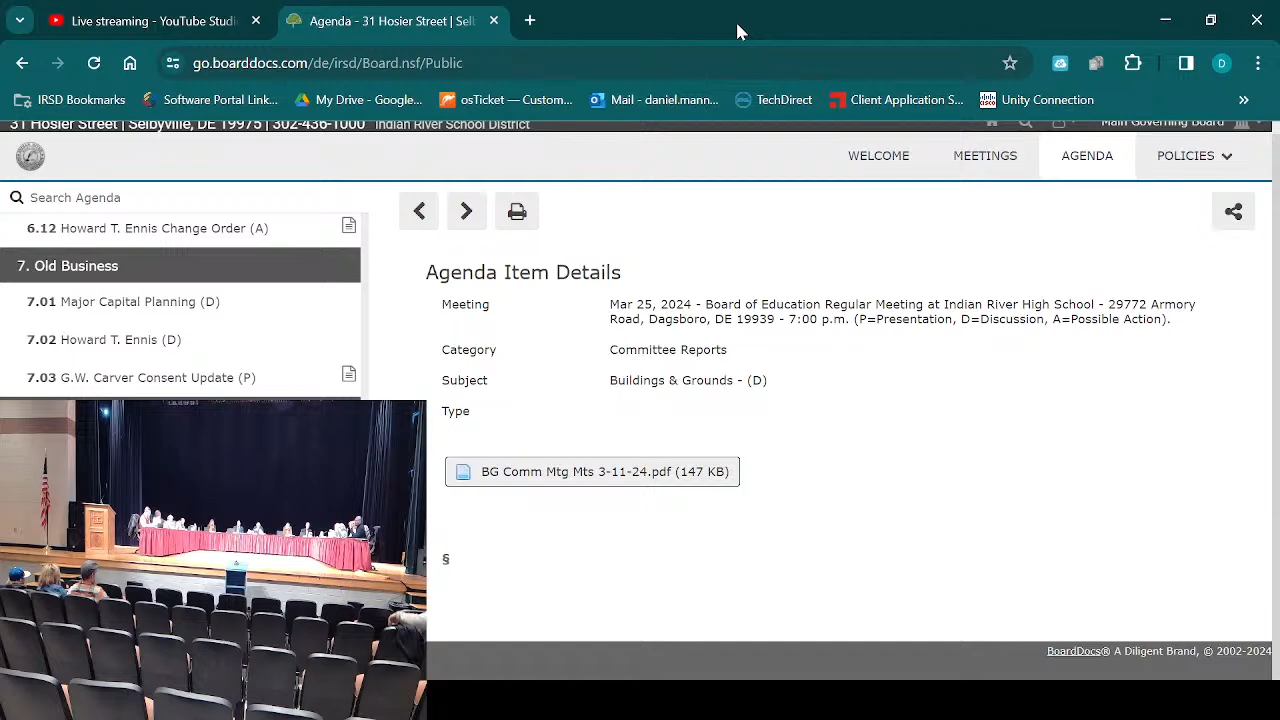 Live streaming - YouTube Studi
Agenda - 31 Hosier Street | Sel
go.boarddocs.com/de/irsd/Board.nsf/Public
D
IRSD Bookmarks
Software Portal Link...
My Drive - Google...
osTicket — Custom...
Mail - daniel.mann...
TechDirect
Client Application S...
Unity Connection
31 Hosier Street | Selbyville, DE 19975 | 302-436-1000 Indian River School District
Main Governing Board
WELCOME
MEETINGS
AGENDA
POLICIES
Search Agenda
6.12 Howard T. Ennis Change Order (A)
7. Old Business
7.01 Major Capital Planning (D)
7.02 Howard T. Ennis (D)
7.03 G.W. Carver Consent Update (P)
Agenda Item Details
Meeting
Mar 25, 2024 - Board of Education Regular Meeting at Indian River High School - 29772 Armory
Road, Dagsboro, DE 19939 - 7:00 p.m. (P=Presentation, D=Discussion, A=Possible Action).
Category
Committee Reports
Subject
Buildings & Grounds - (D)
Type
BG Comm Mtg Mts 3-11-24.pdf (147 KB)
§
BoardDocs® A Diligent Brand, © 2002-2024